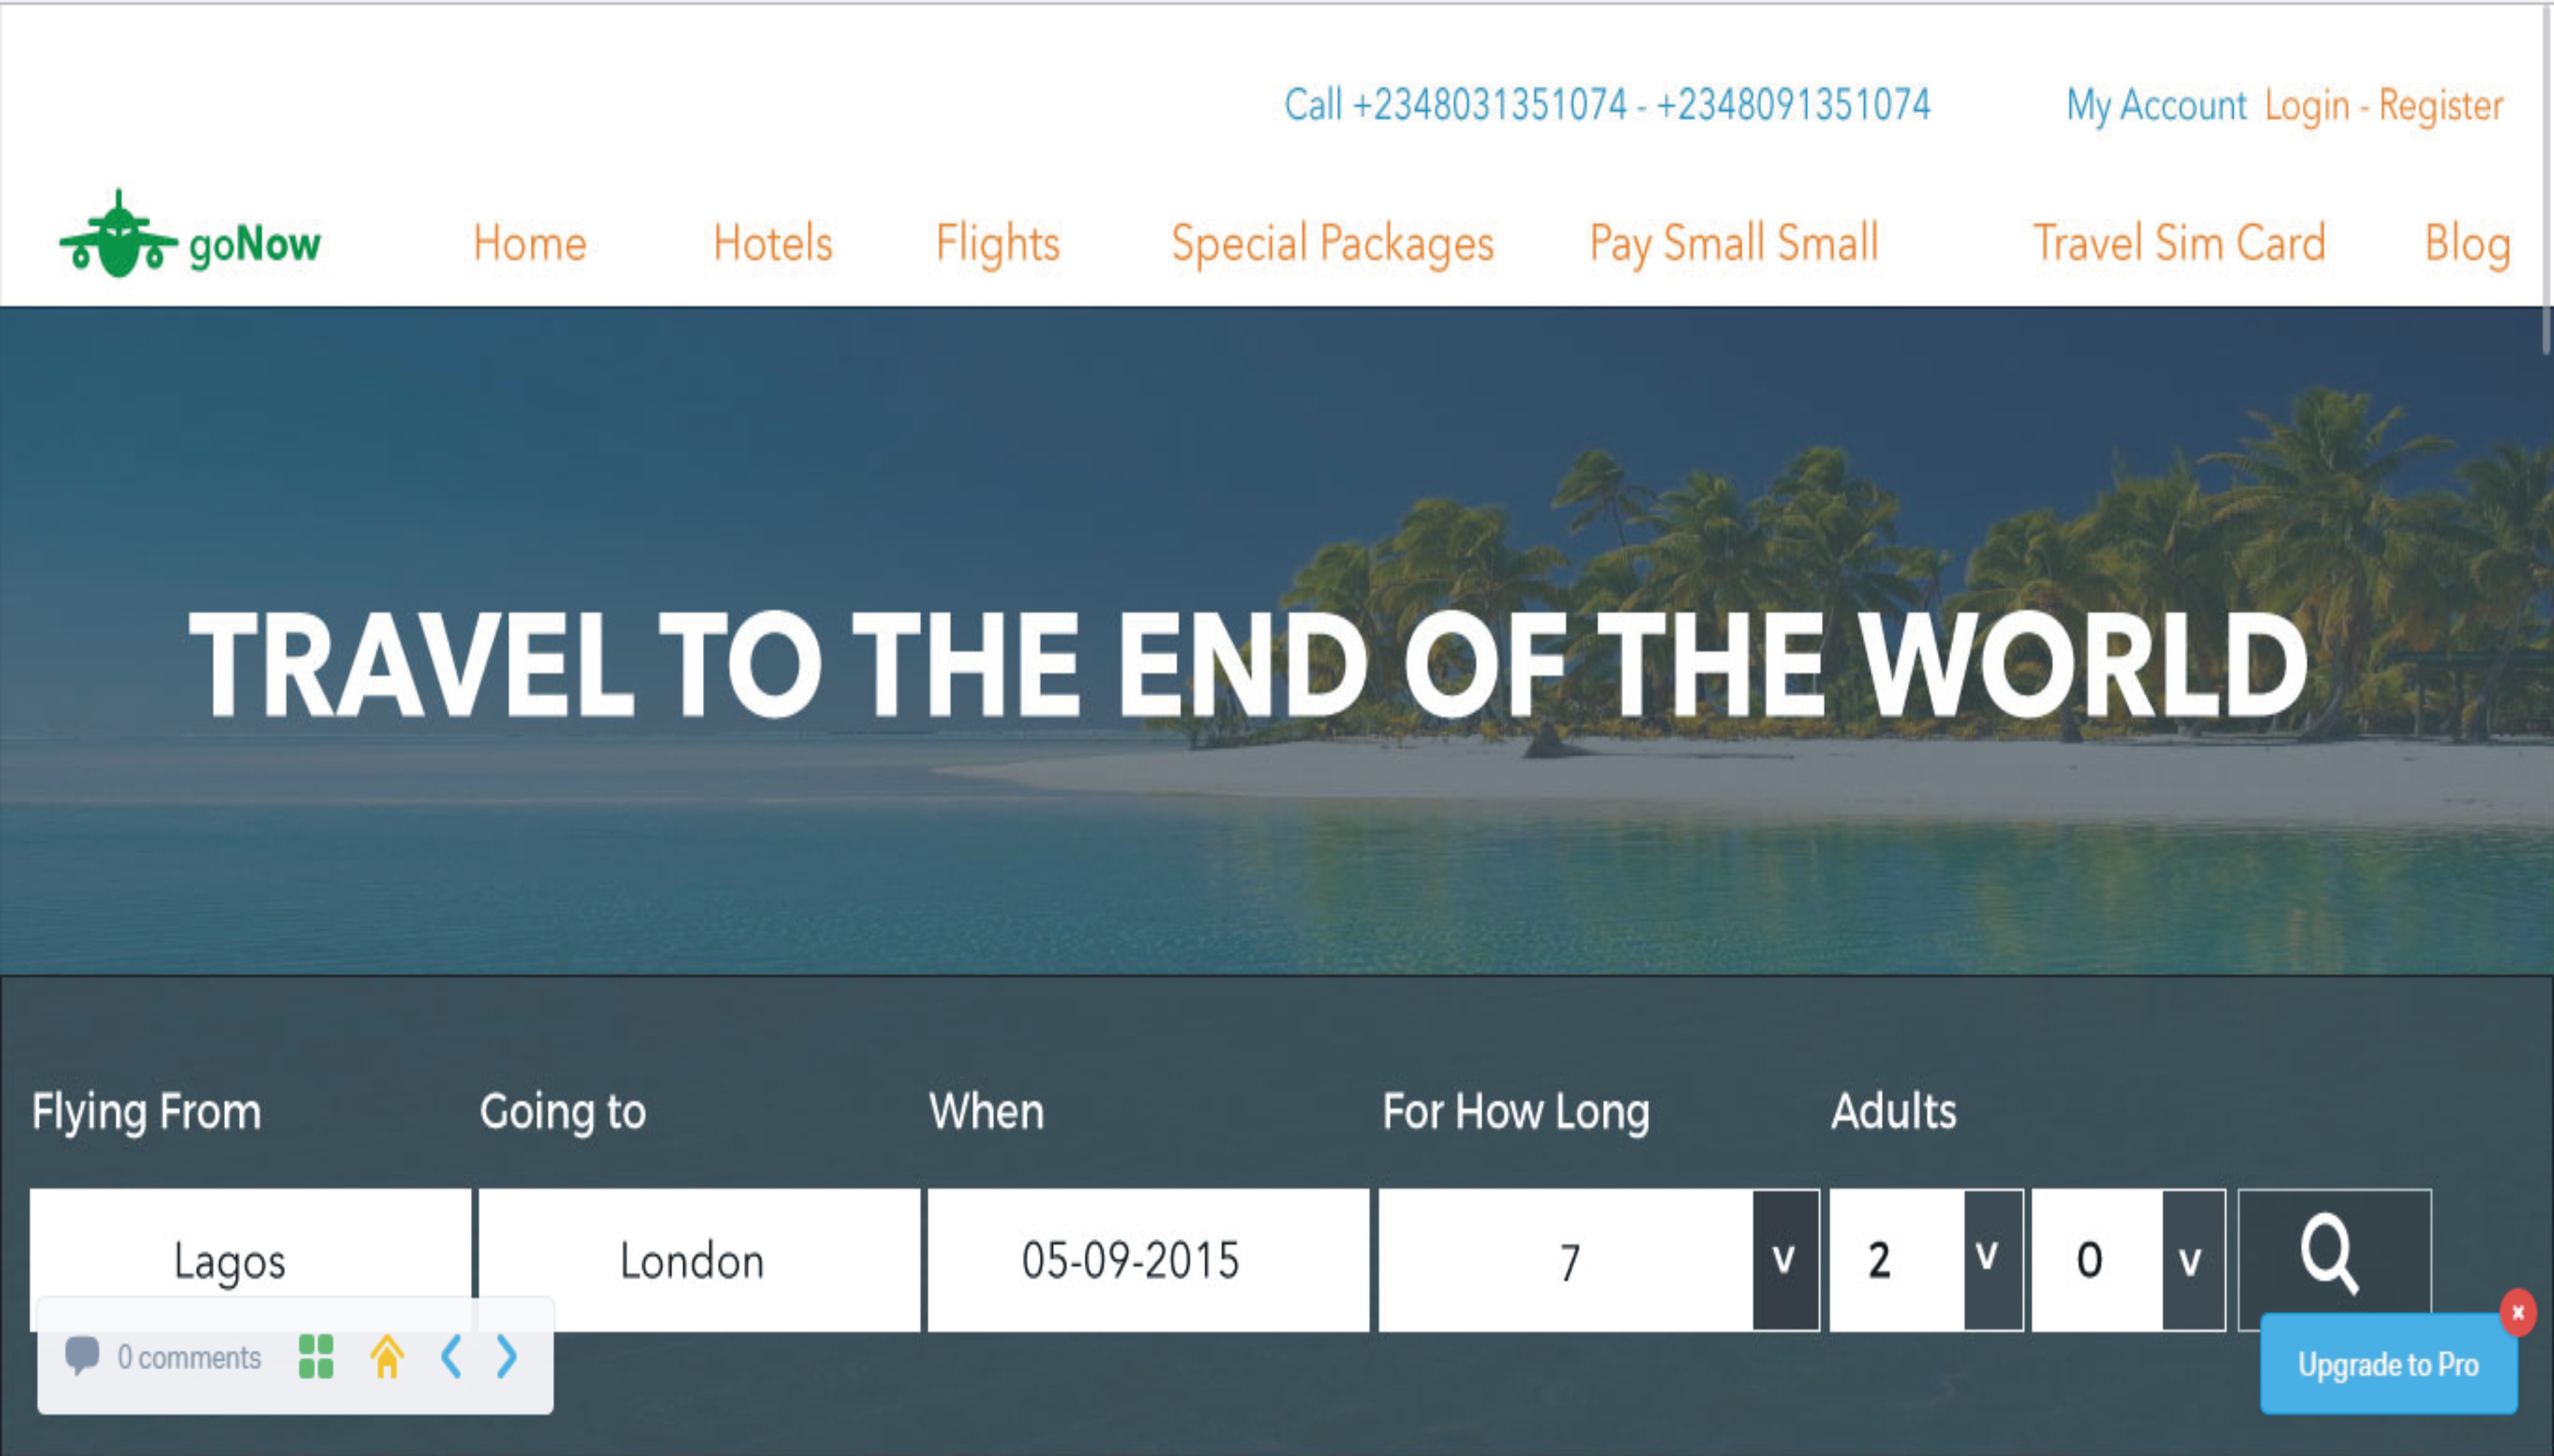 Call +2348031351074 - +2348091351074 My Account Login - Register
goNow Home Hotels Flights Special Packages Pay Small Small Travel Sim Card Blog
TRAVEL TO THE END OF THE WORLD
Flying From Going to When For How Long Adults
Lagos London 05-09-2015 7 v 2 v 0 v
0 comments
Upgrade to Pro